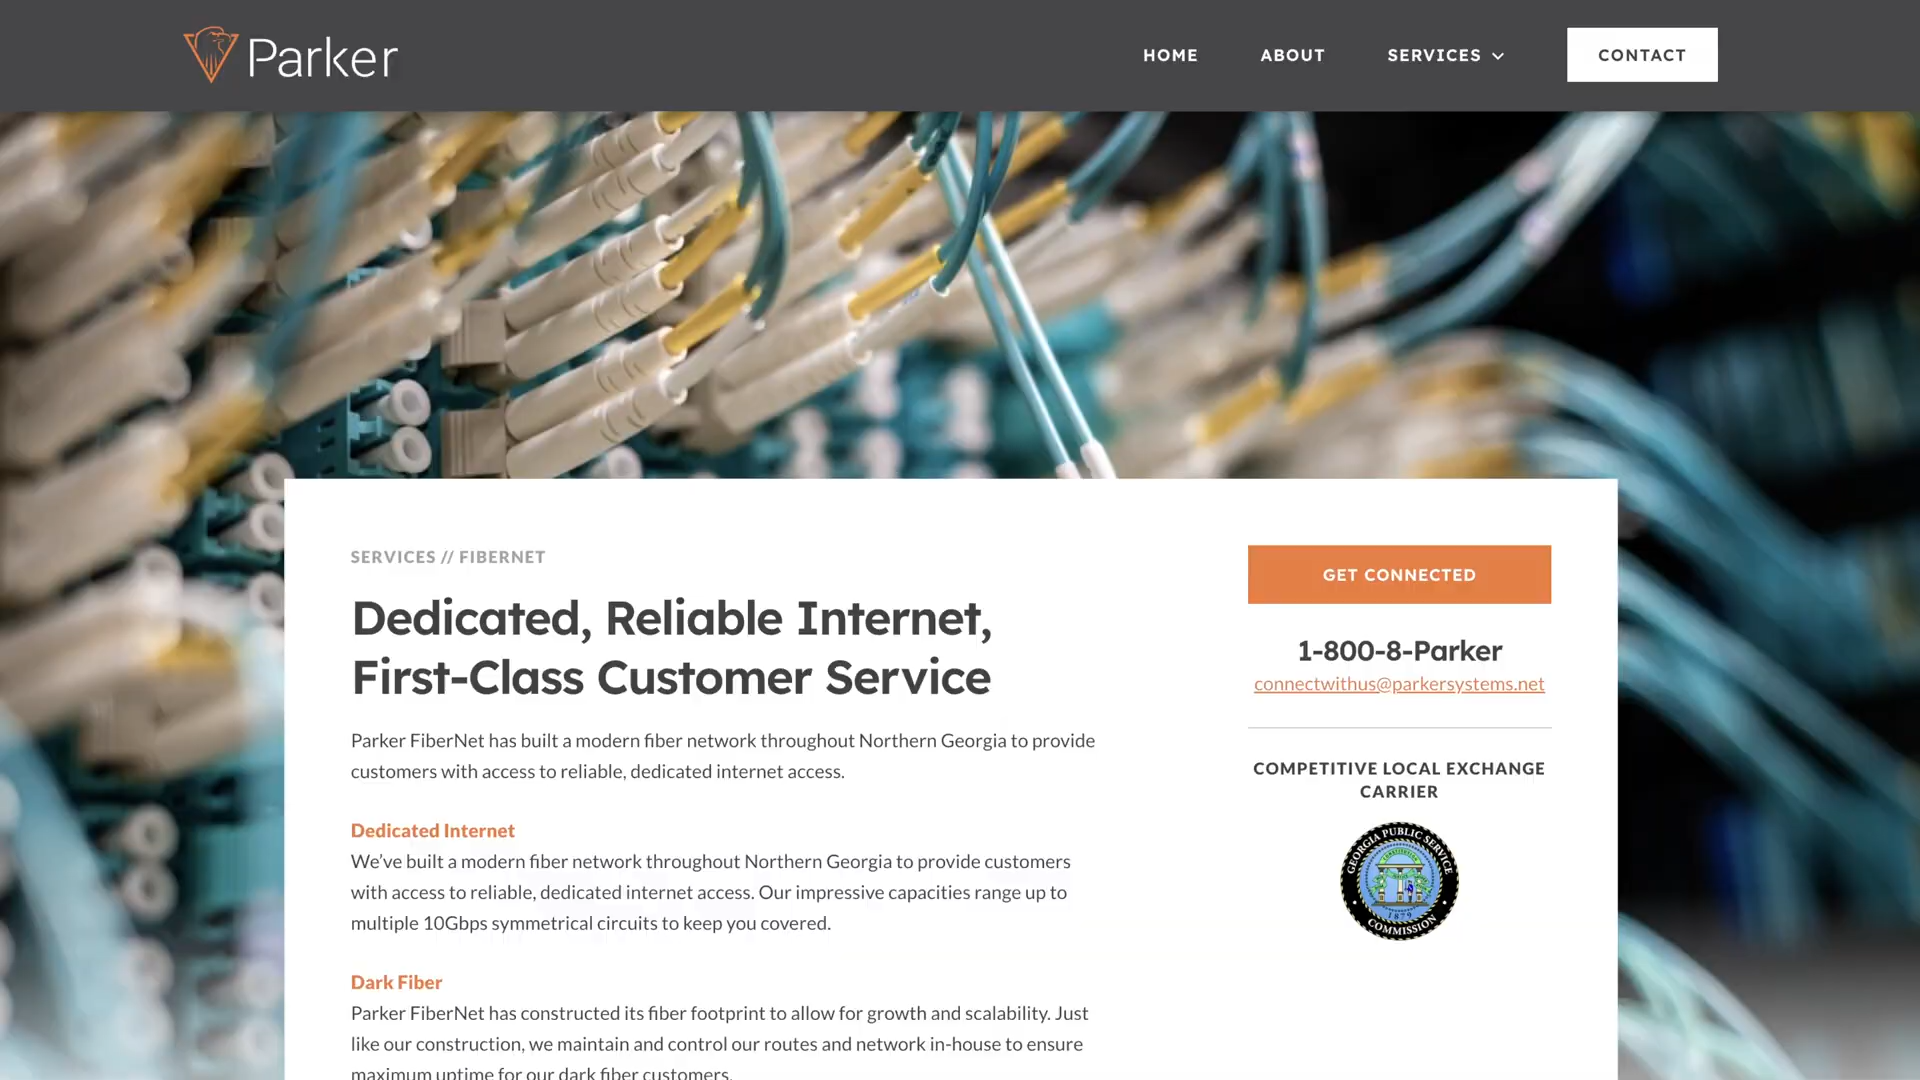 Parker
HOME
ABOUT
SERVICES
CONTACT
SERVICES // FIBERNET
Dedicated, Reliable Internet,
First-Class Customer Service
Parker FiberNet has built a modern fiber network throughout Northern Georgia to provide
customers with access to reliable, dedicated internet access.
Dedicated Internet
We’ve built a modern fiber network throughout Northern Georgia to provide customers
with access to reliable, dedicated internet access. Our impressive capacities range up to
multiple 10Gbps symmetrical circuits to keep you covered.
Dark Fiber
Parker FiberNet has constructed its fiber footprint to allow for growth and scalability. Just
like our construction, we maintain and control our routes and network in-house to ensure
maximum uptime for our dark fiber customers.
GET CONNECTED
1-800-8-Parker
connectwithus@parkersystems.net
COMPETITIVE LOCAL EXCHANGE
CARRIER
GEORGIA PUBLIC SERVICE
CONSTITUTION
1879
COMMISSION